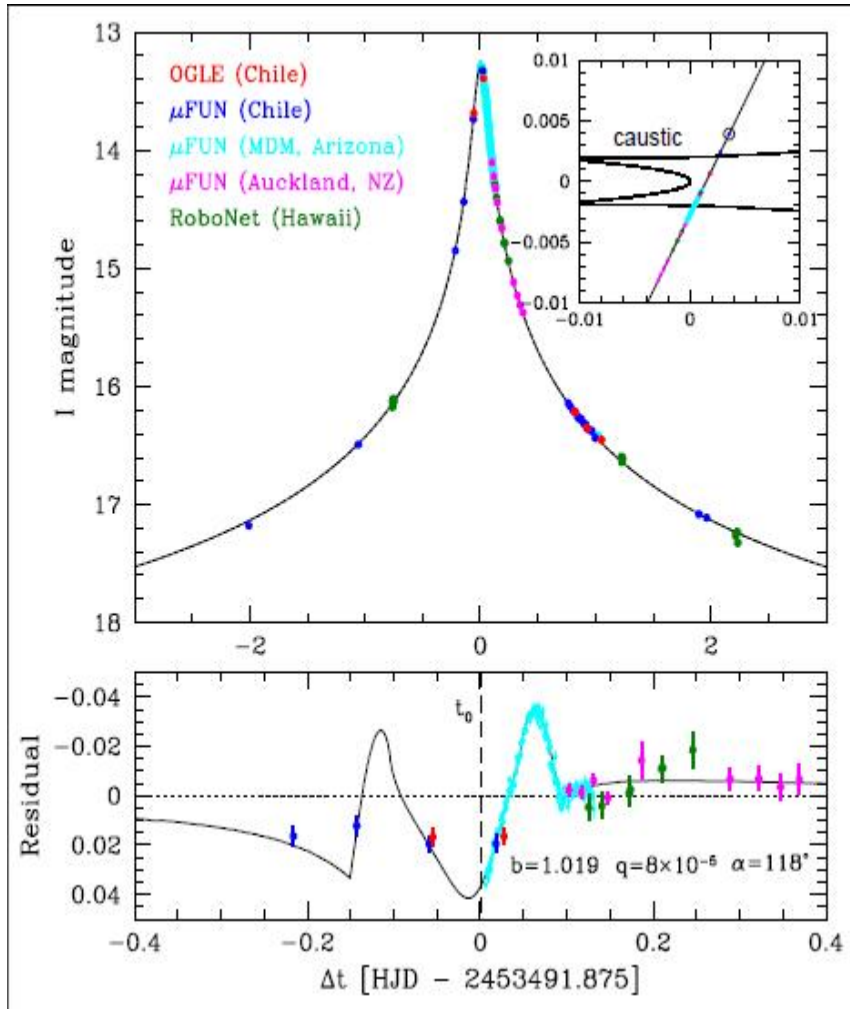 13
14
15
16
17
18
I magnitude
OGLE (Chile)
μFUN (Chile)
μFUN (MDM, Arizona)
μFUN (Auckland, NZ)
RoboNet (Hawaii)
0.01
0.005
0
-0.005
-0.01
caustic
-0.01 0 0.01
-2 0 2
-0.04
-0.02
0
0.02
0.04
Residual
t₀
b=1.019 q=8×10⁻⁵ α=118°
-0.4 -0.2 0 0.2 0.4
Δt [HJD - 2453491.875]